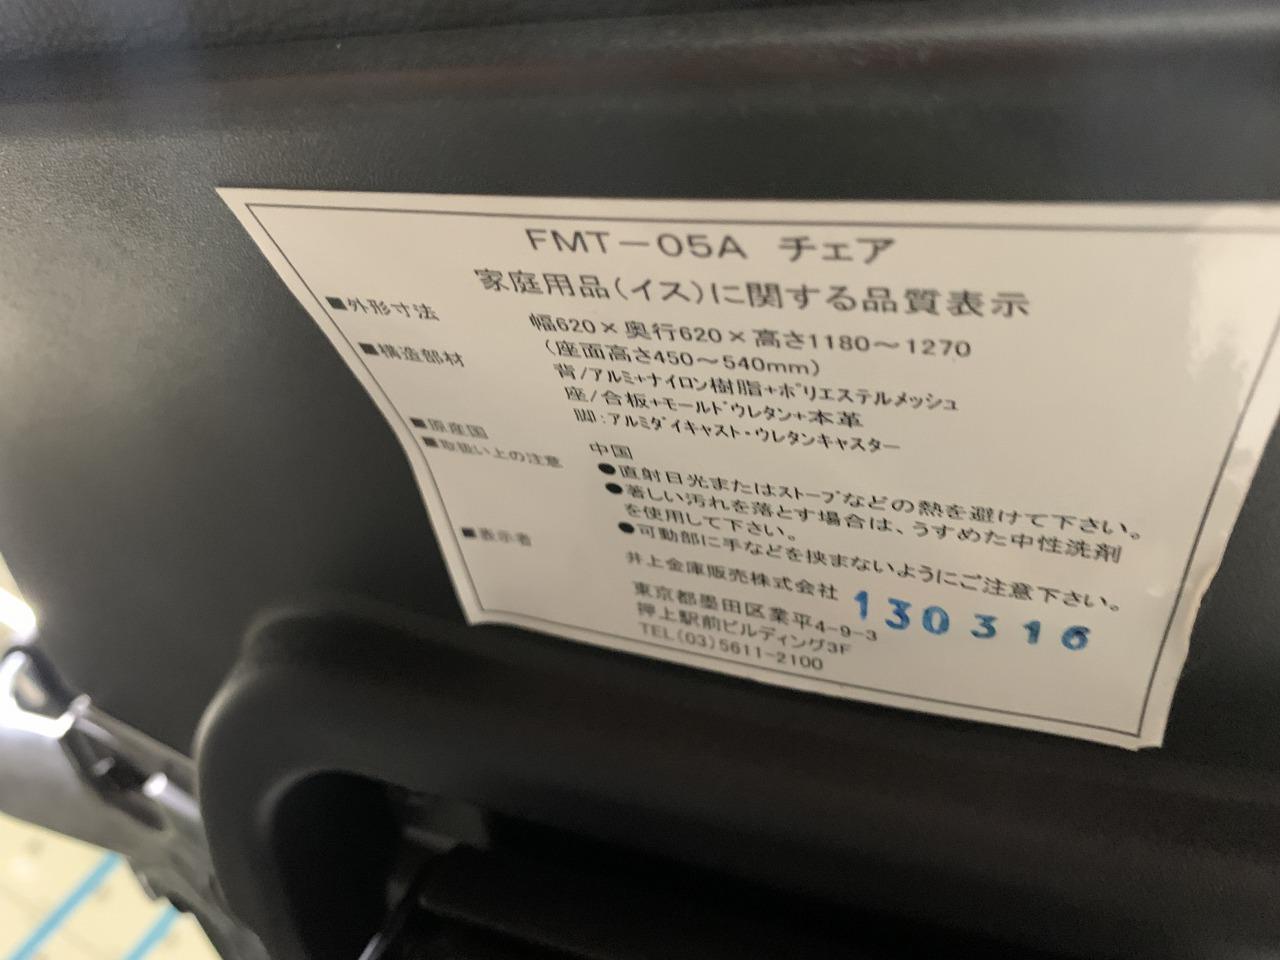 FMT-05A チェア
家庭用品(イス)に関する品質表示
■外形寸法 幅620×奥行620×高さ1180~1270
(座面高さ450~540mm)
■構造部材 背/アルミ+ナイロン樹脂+ポリエステルメッシュ
座/合板+モールドウレタン+本革
脚:アルミダイキャスト・ウレタンキャスター
■原産国 中国
■取扱い上の注意 ●直射日光またはストーブなどの熱を避けて下さい。
●著しい汚れを落とす場合は、うすめた中性洗剤
を使用して下さい。
●可動部に手などを挟まないようにご注意下さい。
■表示者 井上金庫販売株式会社
東京都墨田区業平4-9-3
押上駅前ビルディング3F
TEL(03)5611-2100
130316